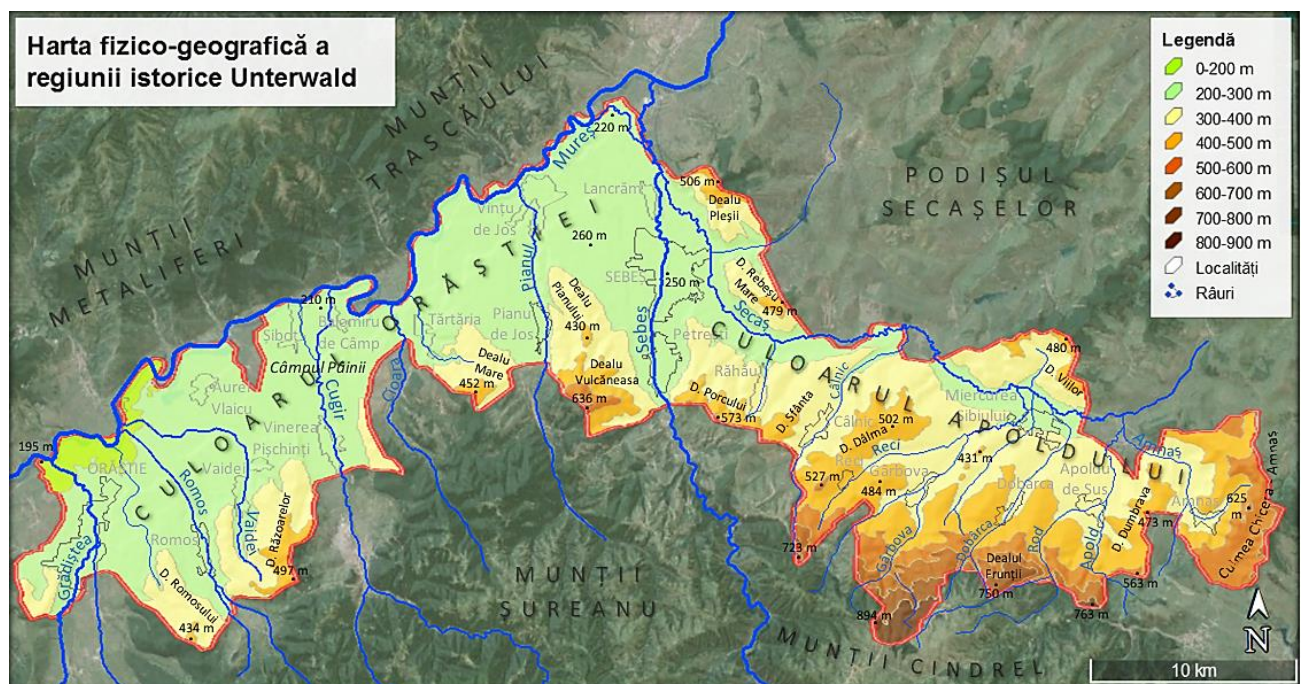 Harta fizico-geografică a
regiunii istorice Unterwald
Legendă
0-200 m
200-300 m
300-400 m
400-500 m
500-600 m
600-700 m
700-800 m
800-900 m
Localități
Râuri
MUNȚII
TRASCĂULUI
MUNȚII
METALIFERI
PODIȘUL
SECAȘELOR
MUNȚII
ȘUREANU
MUNȚII CINDREL
CULOARUL ORĂȘTIEI
CULOARUL APOLDULUI
220 m
Mureș
Lancrăm
506 m
Dealu
Pleșii
Vințu
de Jos
260 m
Pianul
SEBEȘ
250 m
D. Rebeșu
Mare
479 m
Secaș
Sebeș
Dealu
Pianului
430 m
210 m
Balomiru
de Câmp
Șibot
Câmpul Pâinii
Tărtăria
Pianu
de Jos
Dealu
Mare
452 m
Dealu
Vulcăneasa
636 m
Petrești
Răhău
D. Porcului
573 m
D. Sfânta
Câlnic
Câlnic
502 m
D. Dâlma
Reci
Reci
527 m
Gârbova
484 m
723 m
431 m
480 m
D. Viilor
Miercurea
Sibiului
Dobarca
Apoldu
de Sus
Amnaș
Amnaș
625
m
Culmea Chicera Amnaș
D. Dumbrava
473 m
563 m
Apold
Rod
Dobârca
Gârbova
Dealul
Frunții
750 m
763 m
894 m
Cioara
Cugir
Aurel
Vlaicu
Vinerea
Pișchinți
Vaidei
195 m
ORĂȘTIE
Romos
Vaidei
D. Răzoarelor
497 m
Romos
D. Romosului
434 m
Grădiștea
N
10 km